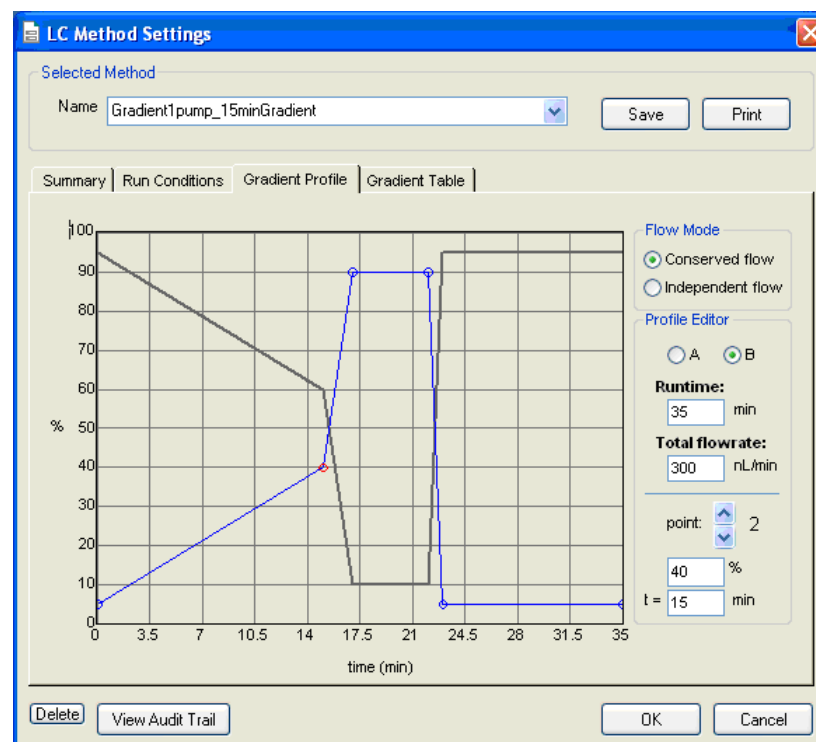 LC Method Settings
Selected Method
Name Gradient1pump_15minGradient Save Print
Summary Run Conditions Gradient Profile Gradient Table
100
90
80
70
60
% 50
40
30
20
10
0
0 3.5 7 10.5 14 17.5 21 24.5 28 31.5 35
time (min)
Flow Mode
Conserved flow
Independent flow
Profile Editor
A B
Runtime:
35 min
Total flowrate:
300 nL/min
point: 2
40 %
t = 15 min
Delete View Audit Trail OK Cancel